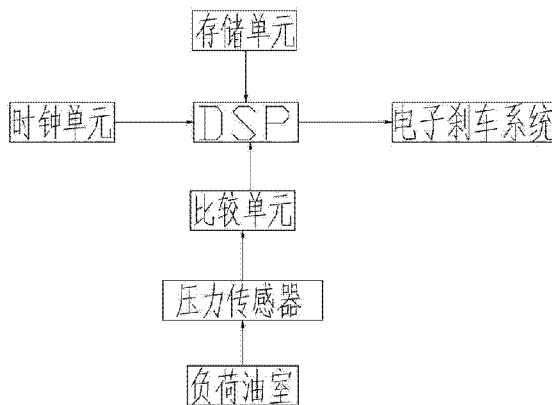 存储单元
时钟单元
DSP
电子刹车系统
比较单元
压力传感器
负荷油室